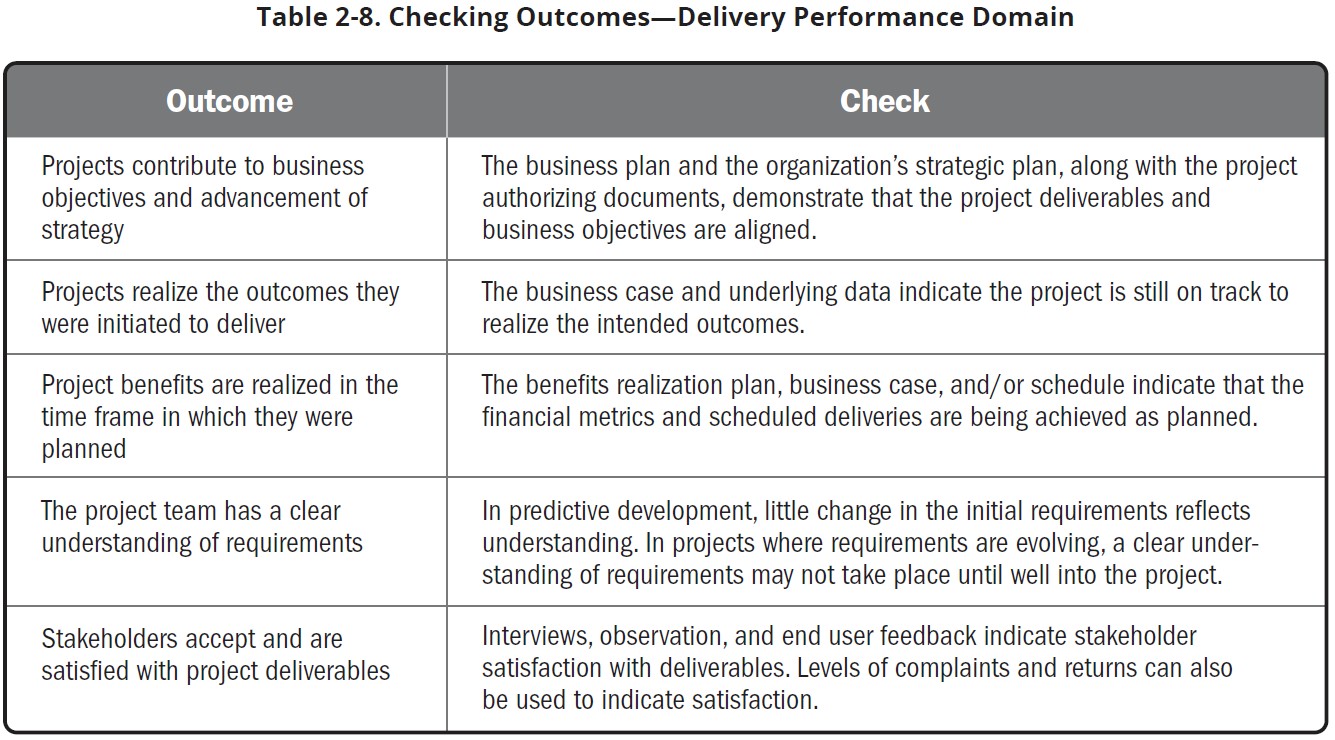 Table 2-8. Checking Outcomes—Delivery Performance Domain
Outcome
Check
Projects contribute to business
objectives and advancement of
strategy
The business plan and the organization’s strategic plan, along with the project
authorizing documents, demonstrate that the project deliverables and
business objectives are aligned.
Projects realize the outcomes they
were initiated to deliver
The business case and underlying data indicate the project is still on track to
realize the intended outcomes.
Project benefits are realized in the
time frame in which they were
planned
The benefits realization plan, business case, and/or schedule indicate that the
financial metrics and scheduled deliveries are being achieved as planned.
The project team has a clear
understanding of requirements
In predictive development, little change in the initial requirements reflects
understanding. In projects where requirements are evolving, a clear under-
standing of requirements may not take place until well into the project.
Stakeholders accept and are
satisfied with project deliverables
Interviews, observation, and end user feedback indicate stakeholder
satisfaction with deliverables. Levels of complaints and returns can also
be used to indicate satisfaction.